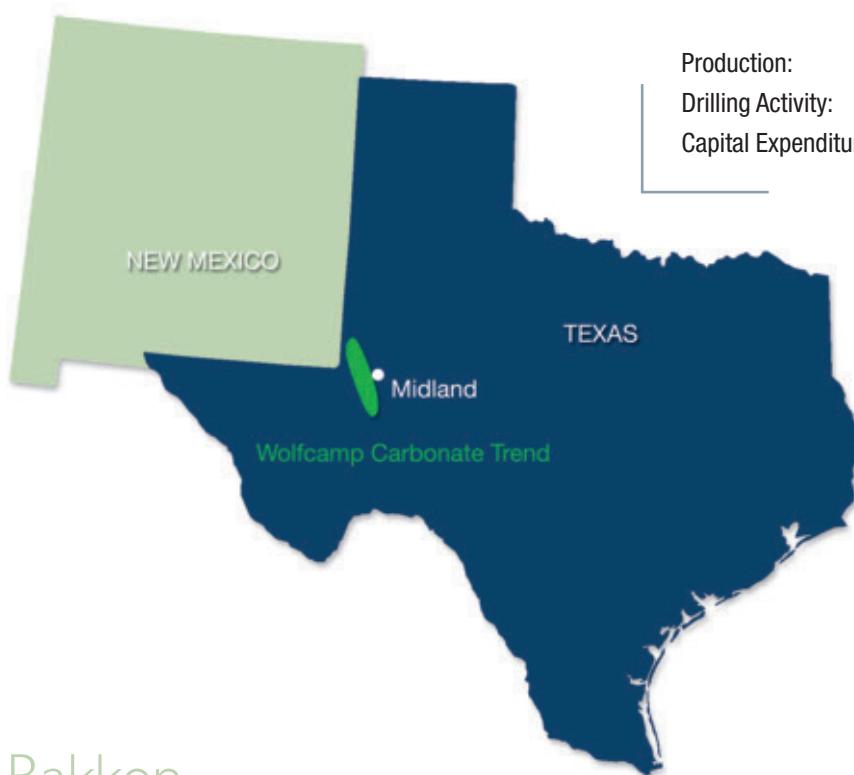 Production:
Drilling Activity:
Capital Expenditu
NEW MEXICO
TEXAS
Midland
Wolfcamp Carbonate Trend
Bakken